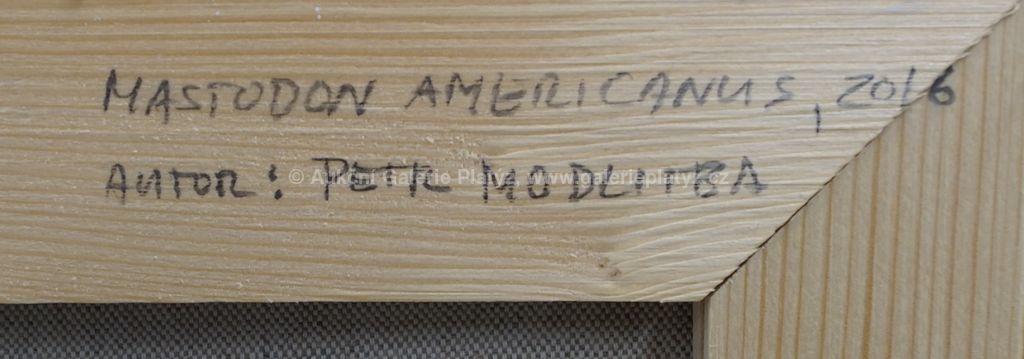 MASTODON AMERICANUS, 2016
AUTOR: PETR MODLITBA
© Aukční Galerie Platýz, www.galerieplatyz.cz